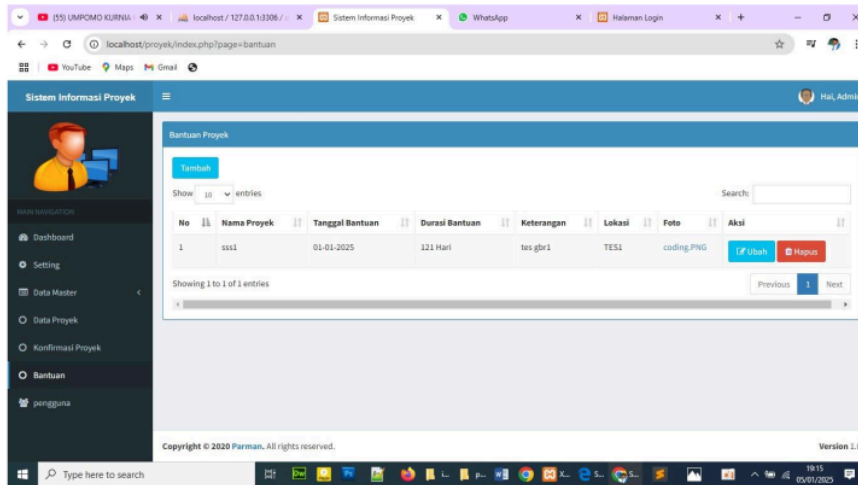 (55) UMPOMO KURNIA
localhost / 127.0.0.1:3306 /
Sistem Informasi Proyek
WhatsApp
Halaman Login
localhost/proyek/index.php?page=bantuan
YouTube Maps Gmail
Sistem Informasi Proyek
Hai, Admi
Bantuan Proyek
Tambah
Show 10 entries
Search:
MAIN NAVIGATION
No Nama Proyek Tanggal Bantuan Durasi Bantuan Keterangan Lokasi Foto Aksi
1 sss1 01-01-2025 121 Hari tes gbr1 TES1 coding.PNG Ubah Hapus
Showing 1 to 1 of 1 entries
Previous 1 Next
Dashboard
Setting
Data Master
Data Proyek
Konfirmasi Proyek
Bantuan
pengguna
Copyright © 2020 Parman. All rights reserved.
Version 1.
Type here to search
19:15
05/01/2025